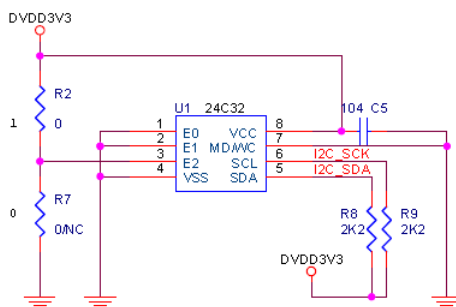 DVDD3V3
R2
1
0
U1
24C32
104 C5
1
E0
VCC
8
2
E1
MD/WC
7
3
E2
SCL
6
I2C_SCK
4
VSS
SDA
5
I2C_SDA
R7
0
0/NC
R8
R9
2K2
2K2
DVDD3V3